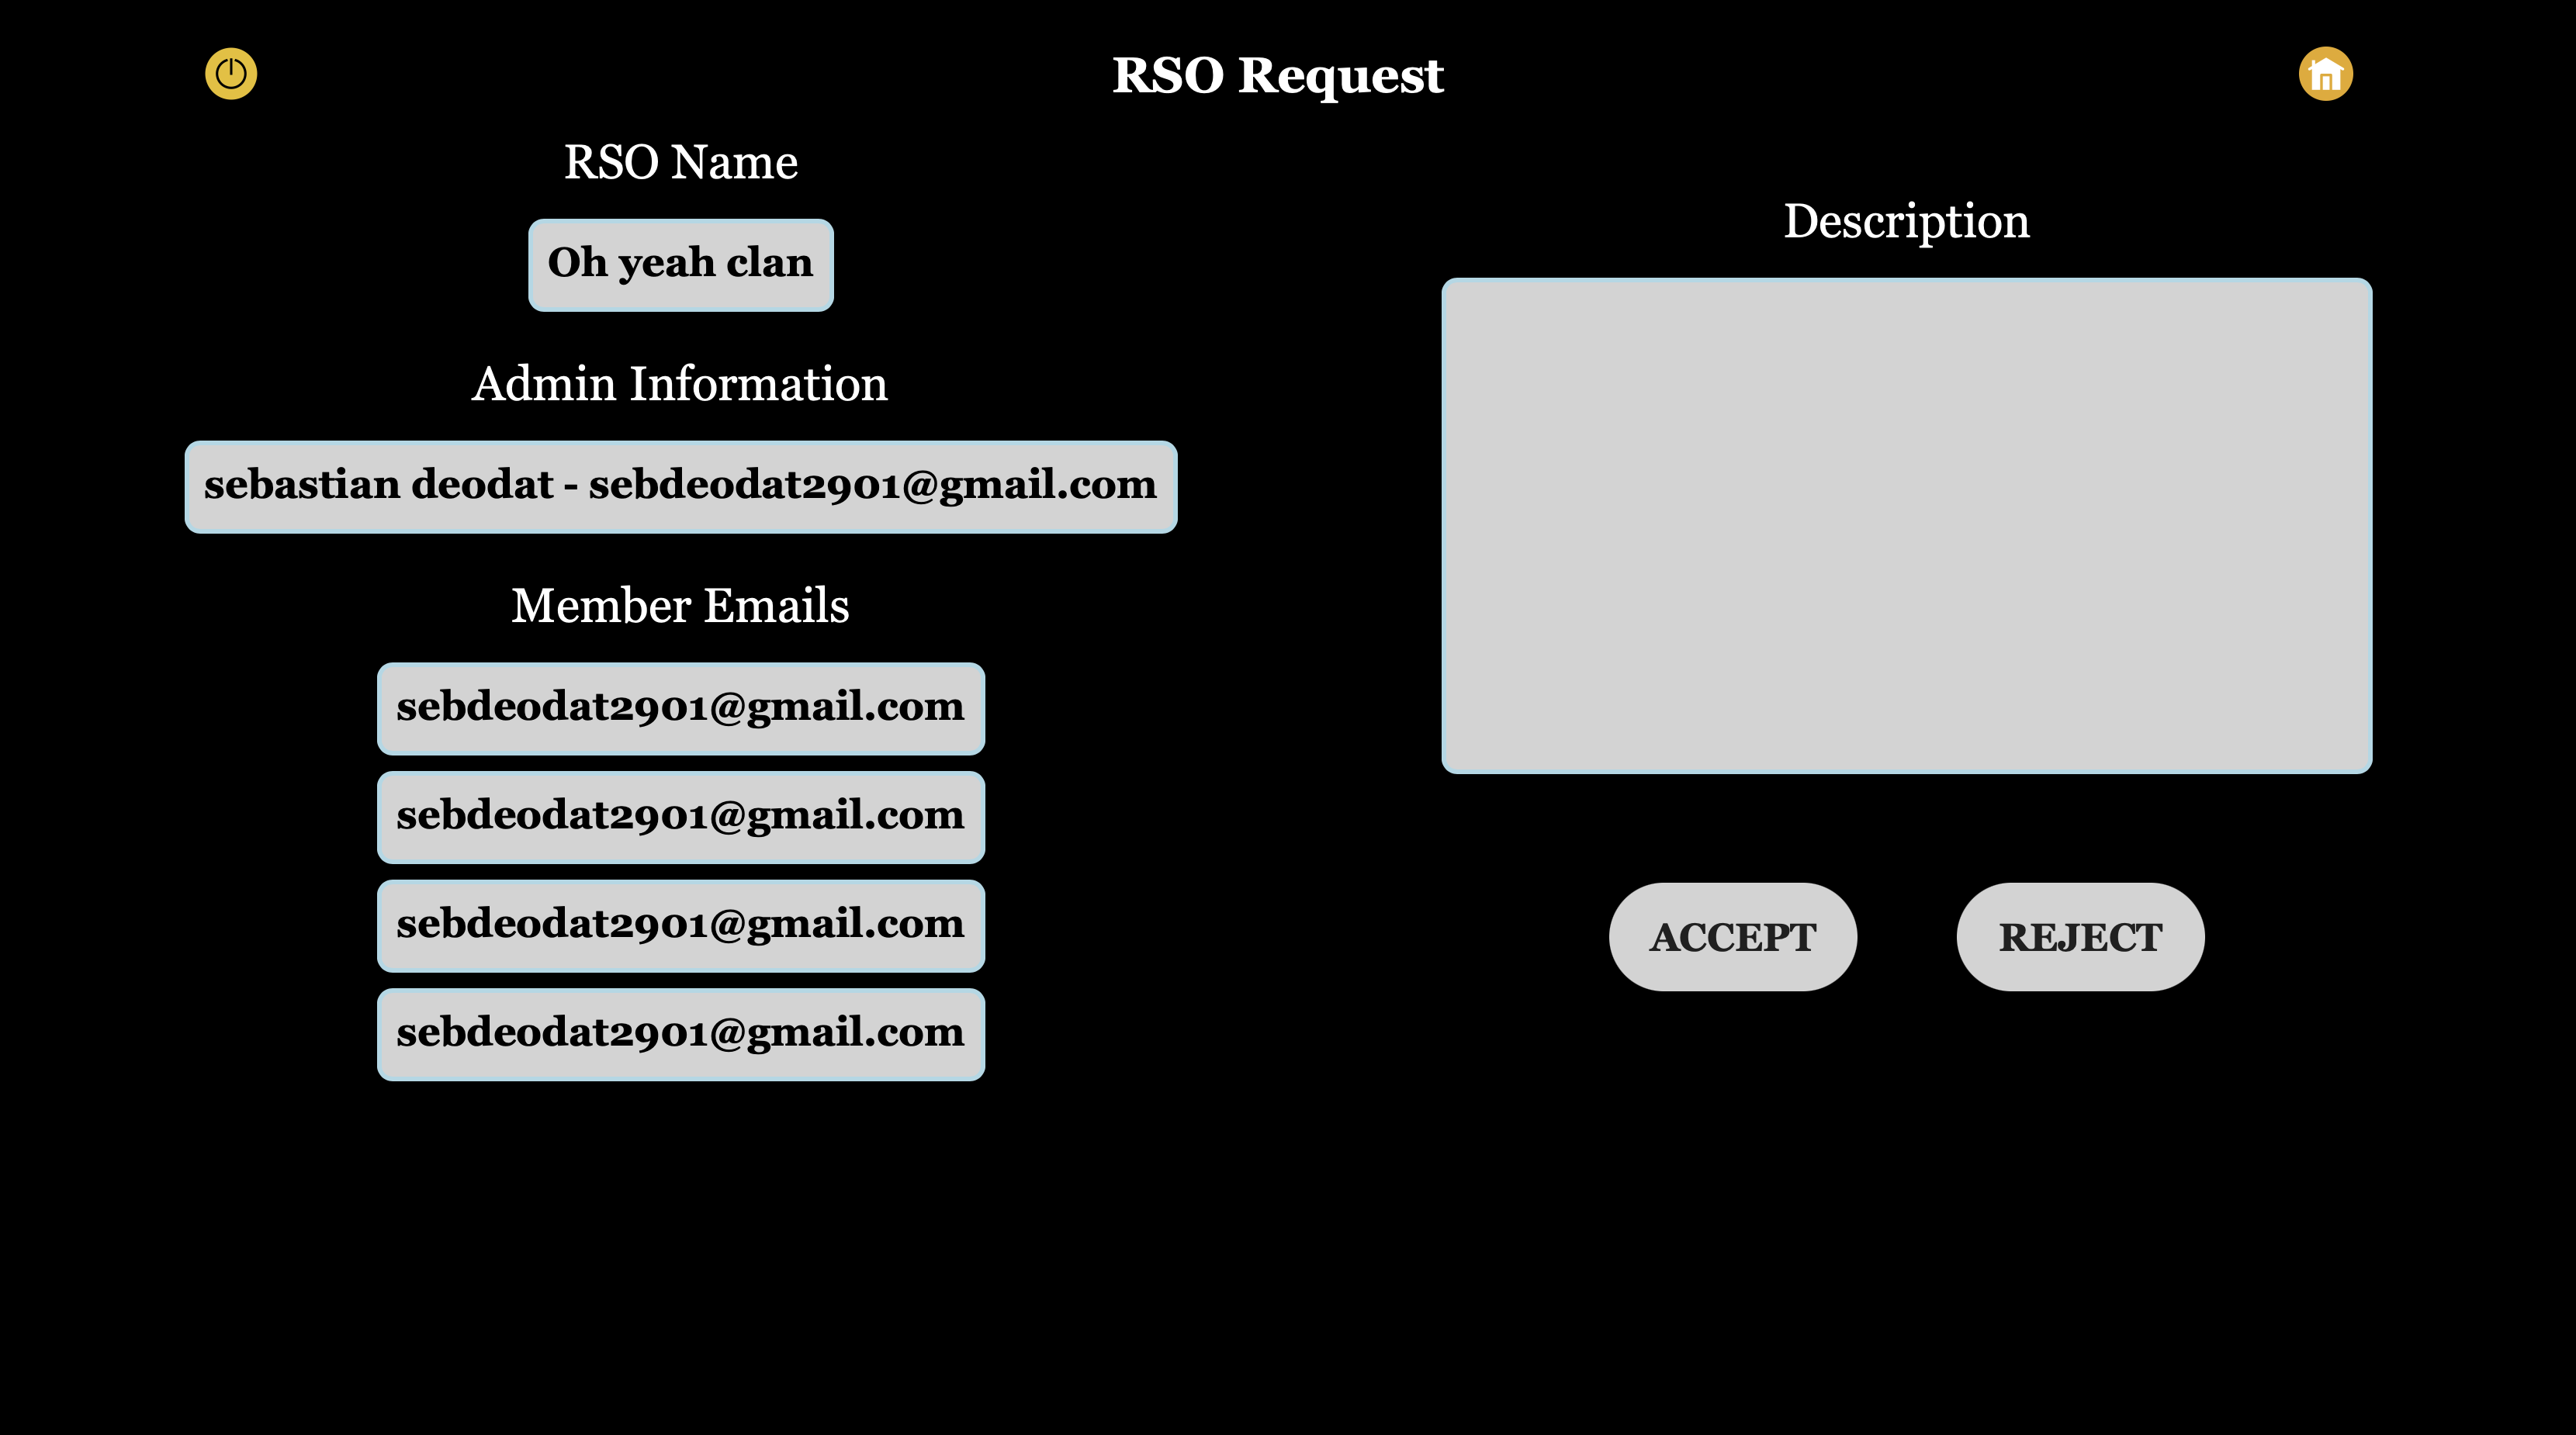 RSO Request
RSO Name
Oh yeah clan
Admin Information
sebastian deodat - sebdeodat2901@gmail.com
Member Emails
sebdeodat2901@gmail.com
sebdeodat2901@gmail.com
sebdeodat2901@gmail.com
sebdeodat2901@gmail.com
Description
ACCEPT
REJECT